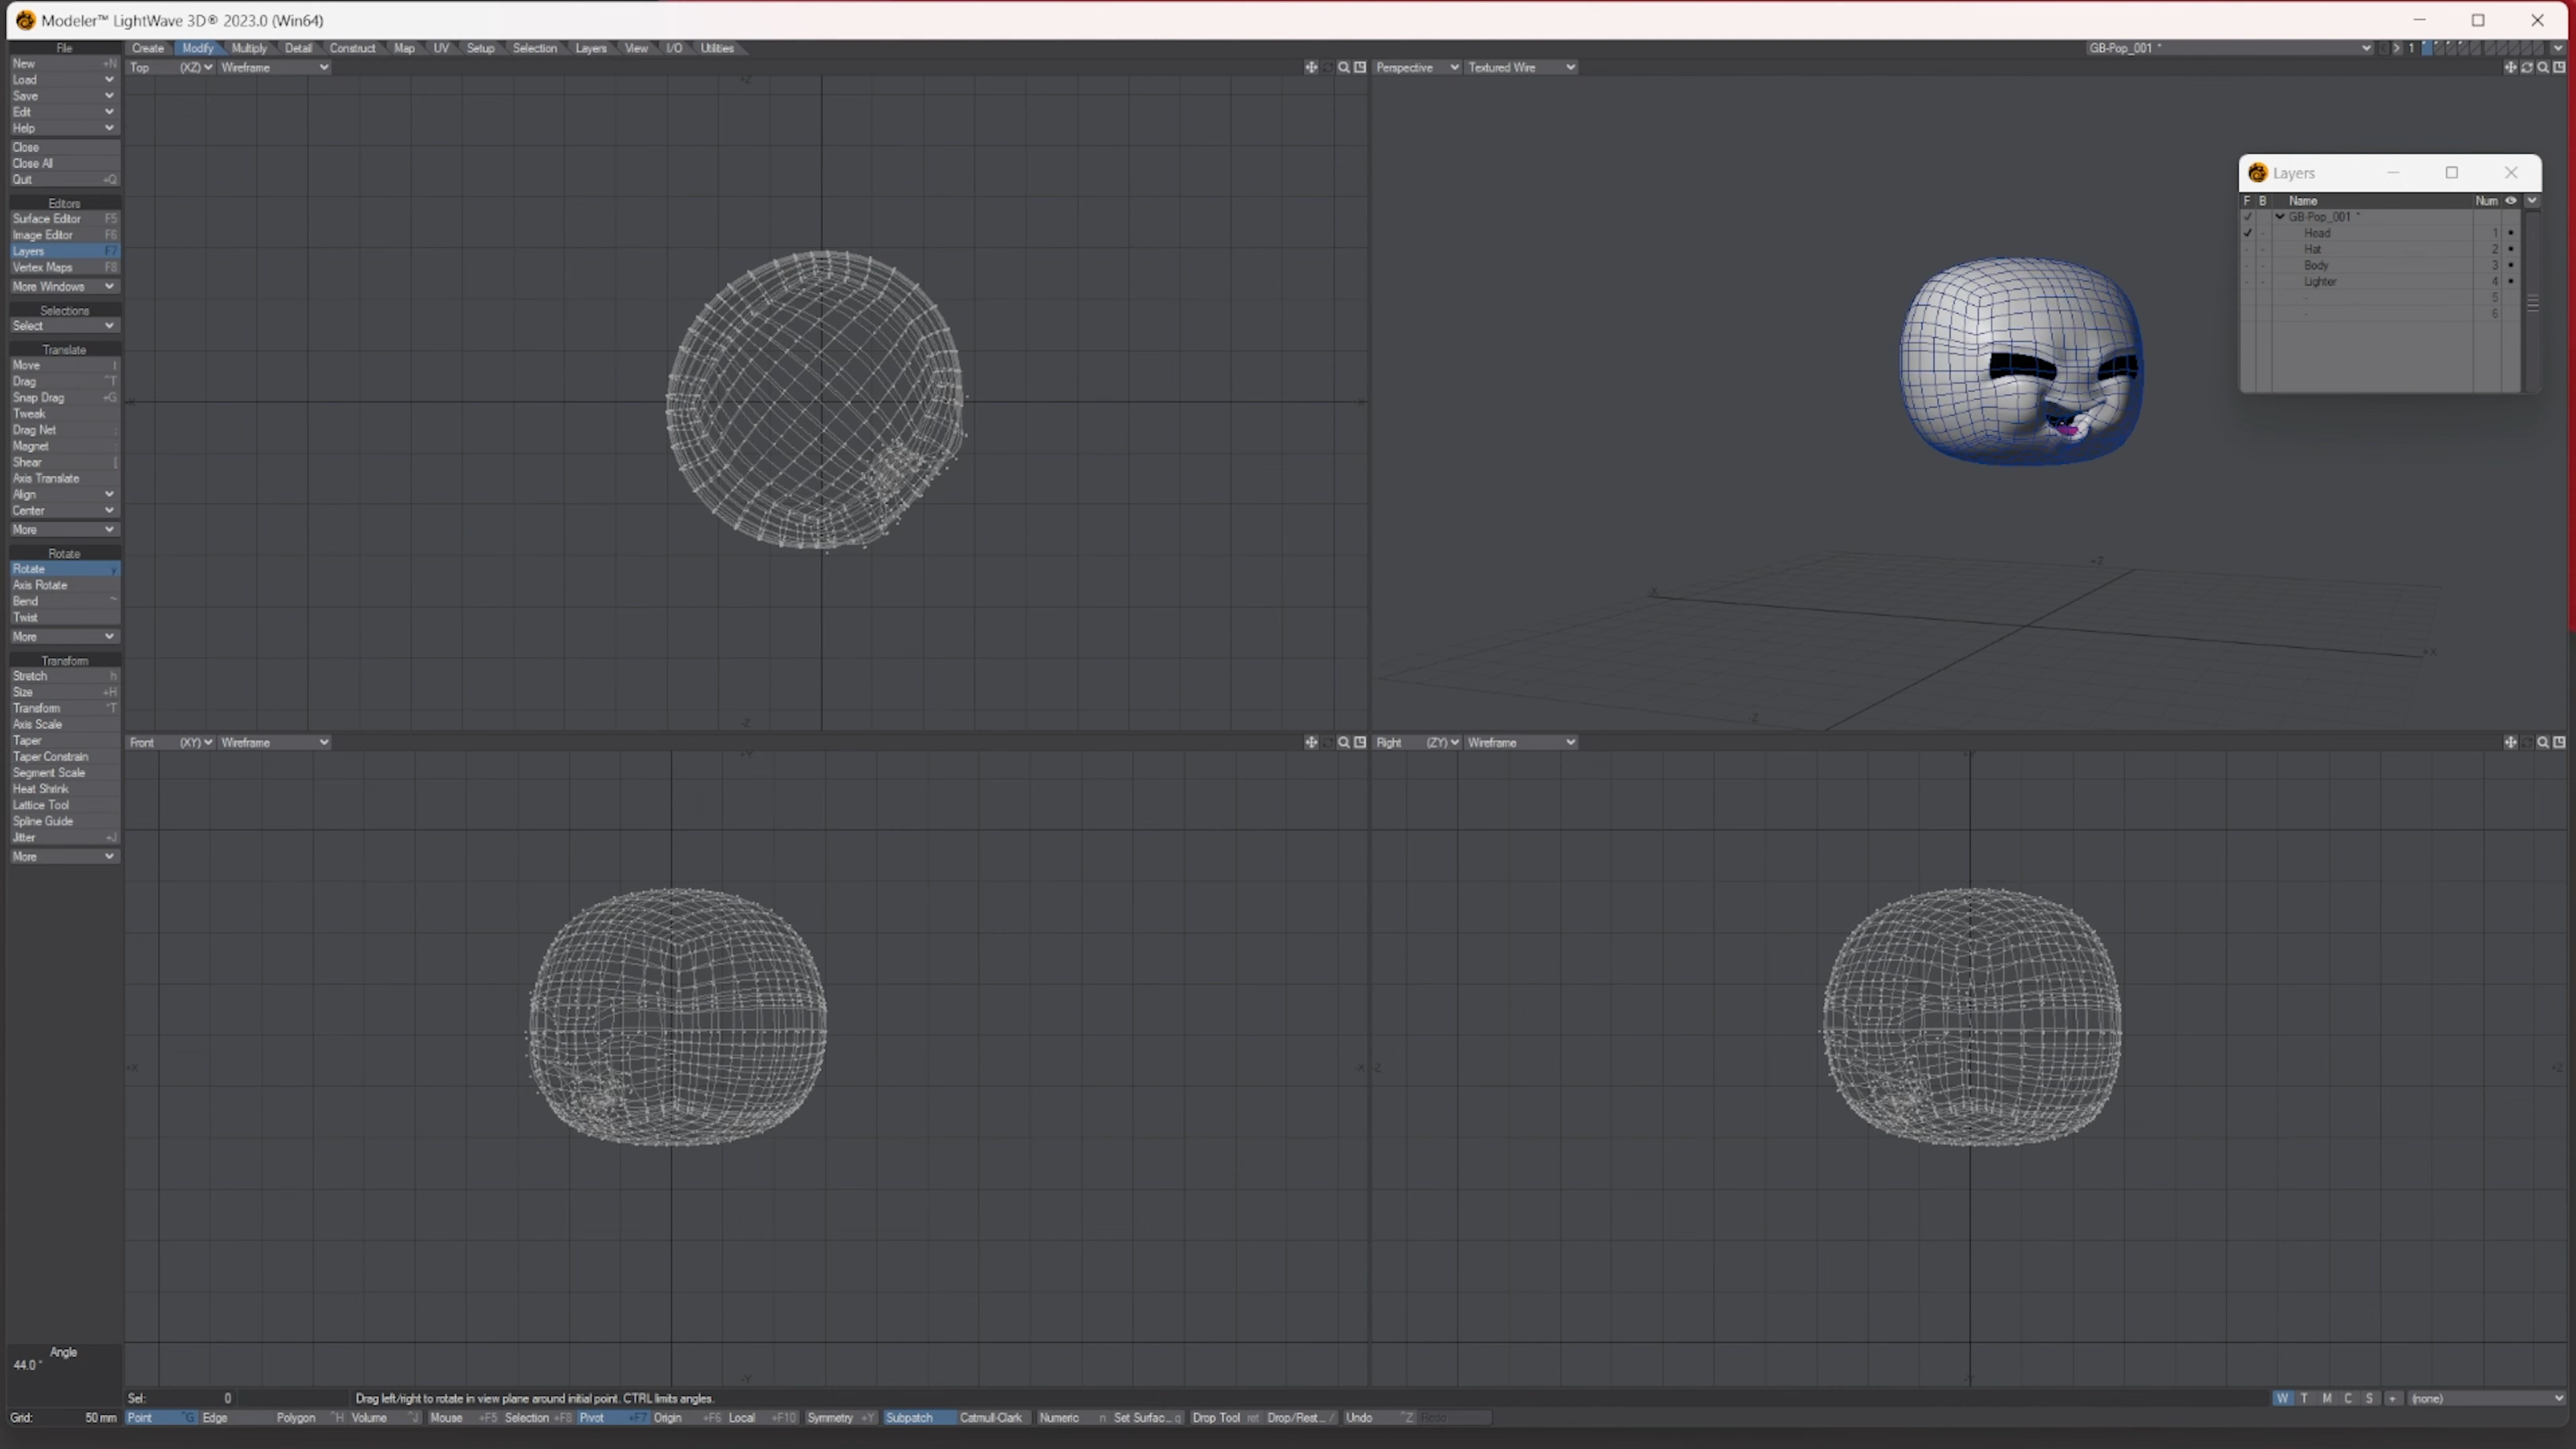 Modeler™ LightWave 3D® 2023.0 (Win64)
File
Create Modify Multiply Detail Construct Map UV Setup Selection Layers View I/O Utilities
GB-Pop_001 * > 1
New +N
Load
Save
Edit
Help
Close
Close All
Quit +Q
Editors
Surface Editor F5
Image Editor F6
Layers F7
Vertex Maps F8
More Windows
Selections
Select
Translate
Move t
Drag ^T
Snap Drag +G
Tweak
Drag Net ;
Magnet :
Shear [
Axis Translate
Align
Center
More
Rotate
Rotate y
Axis Rotate
Bend ~
Twist
More
Transform
Stretch h
Size +H
Transform "T
Axis Scale
Taper
Taper Constrain
Segment Scale
Heat Shrink
Lattice Tool
Spline Guide
Jitter +J
More
Angle
44.0°
Grid: 50 mm
Top (XZ) Wireframe
+Z
-X
-Z
Perspective Textured Wire
+Z
-X
+X
-Z
Layers
F B Name Num
GB-Pop_001 *
Head 1
Hat 2
Body 3
Lighter 4
- 5
- 6
Front (XY) Wireframe
+Y
+X
-X
-Y
Right (ZY) Wireframe
-Z
+Z
-Y
Sel: 0 Drag left/right to rotate in view plane around initial point. CTRL limits angles.
W T M C S + (none)
Point ^G Edge Polygon ^H Volume ^J Mouse +F5 Selection +F8 Pivot +F7 Origin +F6 Local +F10 Symmetry +Y Subpatch Catmull-Clark Numeric n Set Surfac... q Drop Tool ret Drop/Rest... / Undo ^Z Redo